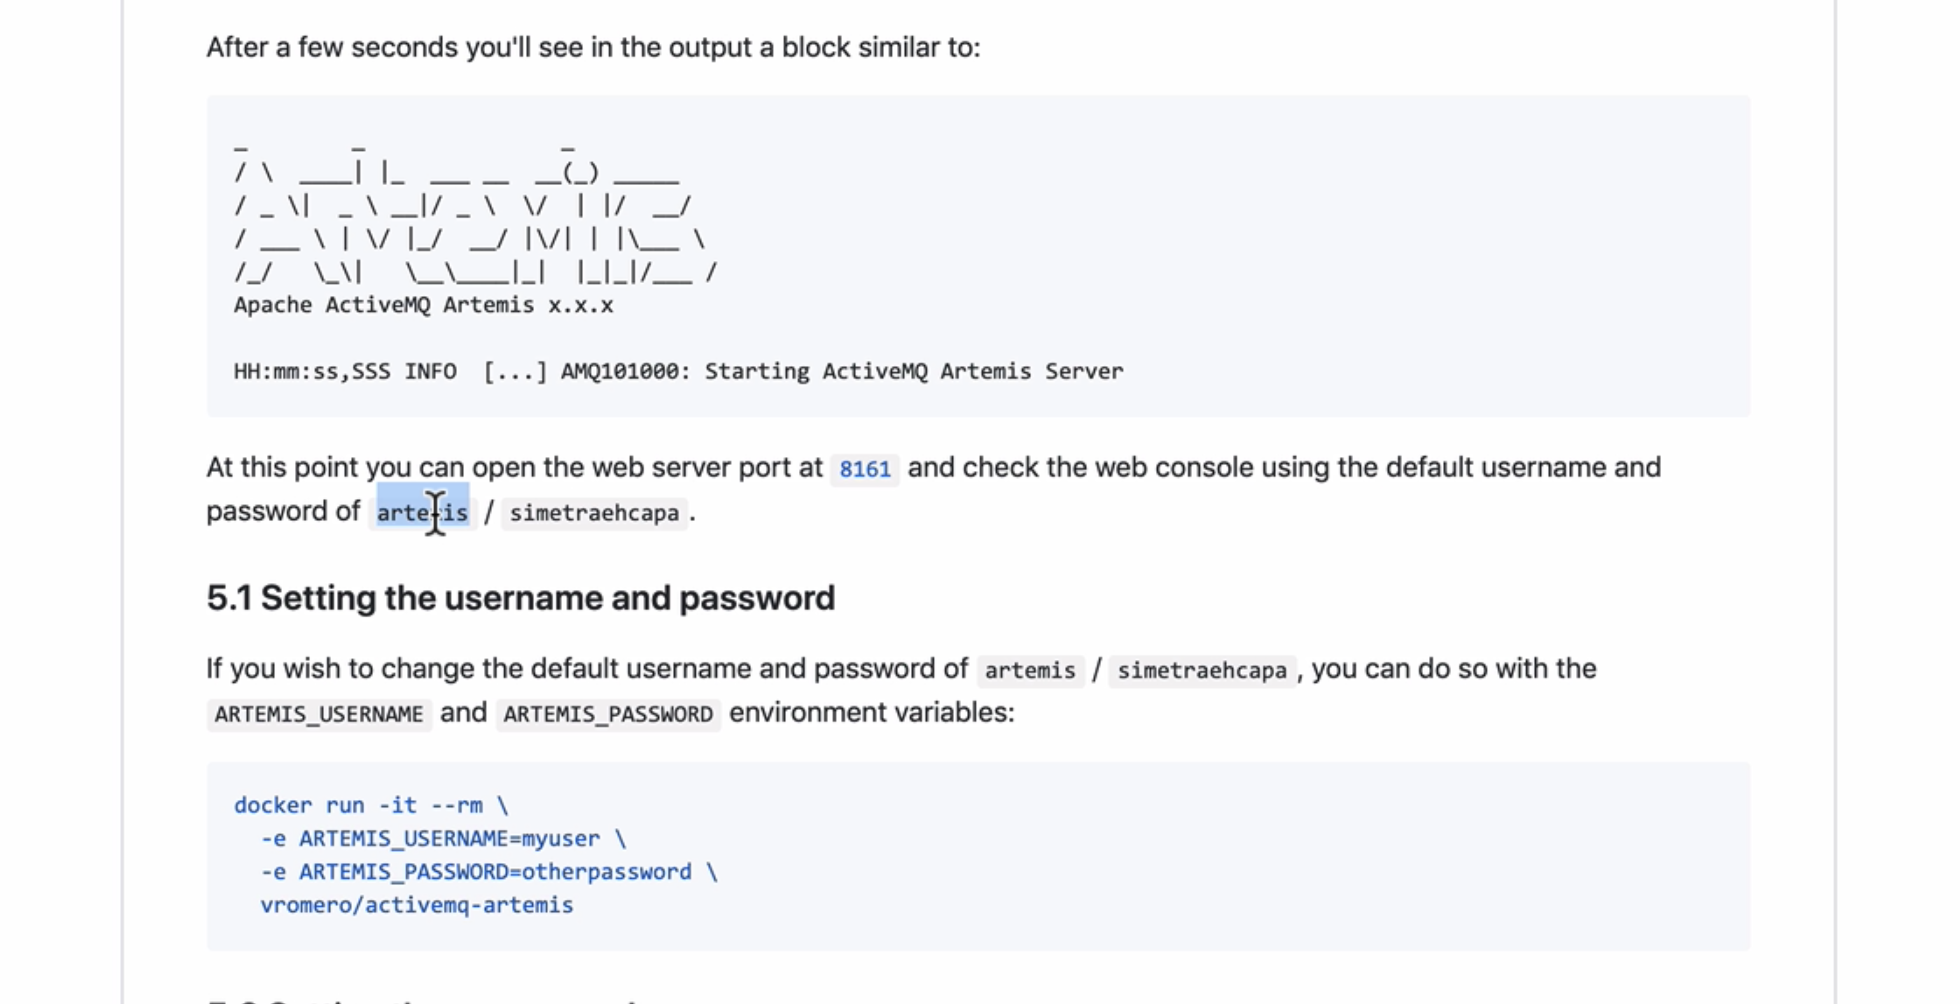 After a few seconds you'll see in the output a block similar to:
_        _               _
/ \  ____| |_  ___ __  __(_) _____
/ _ \|  _ \ __|/ _ \  \/  | |/  __/
/ ___ \ | \/ |_/  __/ |\/| | |\___ \
/_/   \_\|   \__\____|_|  |_|_|/___ /
Apache ActiveMQ Artemis x.x.x
HH:mm:ss,SSS INFO  [...] AMQ101000: Starting ActiveMQ Artemis Server
At this point you can open the web server port at 8161 and check the web console using the default username and
password of artemis / simetraehcapa.
5.1 Setting the username and password
If you wish to change the default username and password of artemis / simetraehcapa, you can do so with the
ARTEMIS_USERNAME and ARTEMIS_PASSWORD environment variables:
docker run -it --rm \
  -e ARTEMIS_USERNAME=myuser \
  -e ARTEMIS_PASSWORD=otherpassword \
  vromero/activemq-artemis